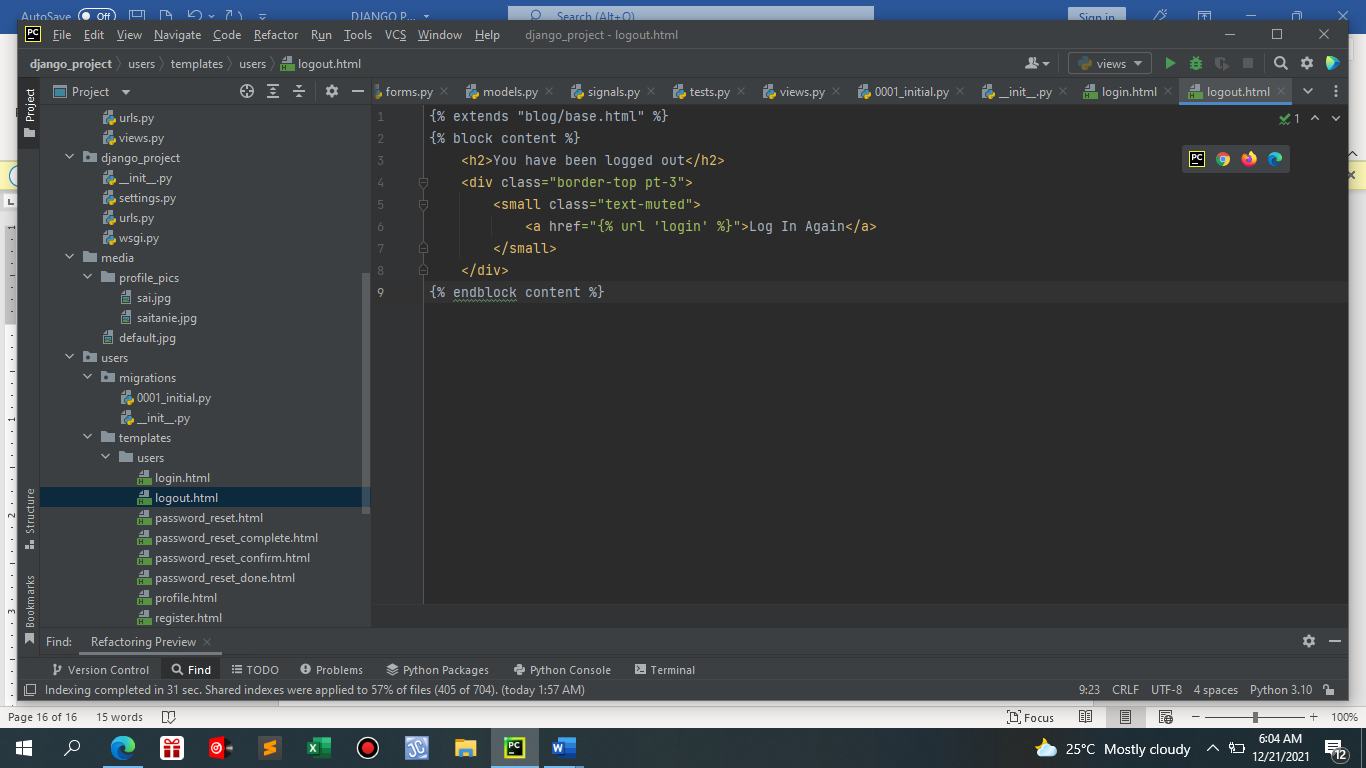 AutoSave Off DJANGO P... Search (Alt+Q) Sign in
PC File Edit View Navigate Code Refactor Run Tools VCS Window Help django_project - logout.html
django_project users templates users logout.html views
Project forms.py models.py signals.py tests.py views.py 0001_initial.py __init__.py login.html logout.html
Project
urls.py
views.py
django_project
__init__.py
settings.py
urls.py
wsgi.py
media
profile_pics
sai.jpg
saitanie.jpg
default.jpg
users
migrations
0001_initial.py
__init__.py
templates
users
login.html
logout.html
password_reset.html
password_reset_complete.html
password_reset_confirm.html
password_reset_done.html
profile.html
register.html
Structure
Bookmarks
1 {% extends "blog/base.html" %}
2 {% block content %}
3 <h2>You have been logged out</h2>
4 <div class="border-top pt-3">
5 <small class="text-muted">
6 <a href="{% url 'login' %}">Log In Again</a>
7 </small>
8 </div>
9 {% endblock content %}
1
PC
Find: Refactoring Preview
Version Control Find TODO Problems Python Packages Python Console Terminal
Indexing completed in 31 sec. Shared indexes were applied to 57% of files (405 of 704). (today 1:57 AM) 9:23 CRLF UTF-8 4 spaces Python 3.10
Page 16 of 16 15 words Focus 100%
25°C Mostly cloudy 6:04 AM
12/21/2021 12